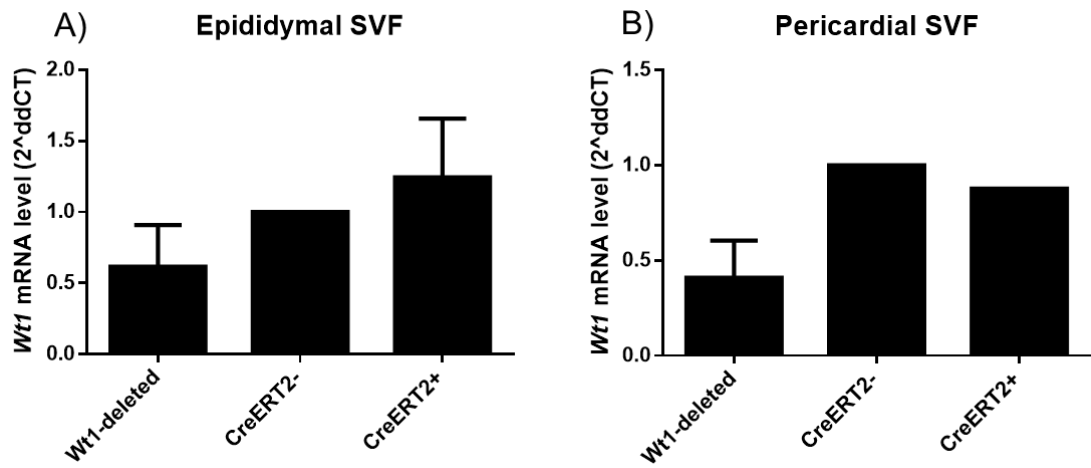 A)
Epididymal SVF
Wt1 mRNA level (2^ddCT)
2.0
1.5
1.0
0.5
0.0
Wt1-deleted
CreERT2-
CreERT2+
B)
Pericardial SVF
Wt1 mRNA level (2^ddCT)
1.5
1.0
0.5
0.0
Wt1-deleted
CreERT2-
CreERT2+